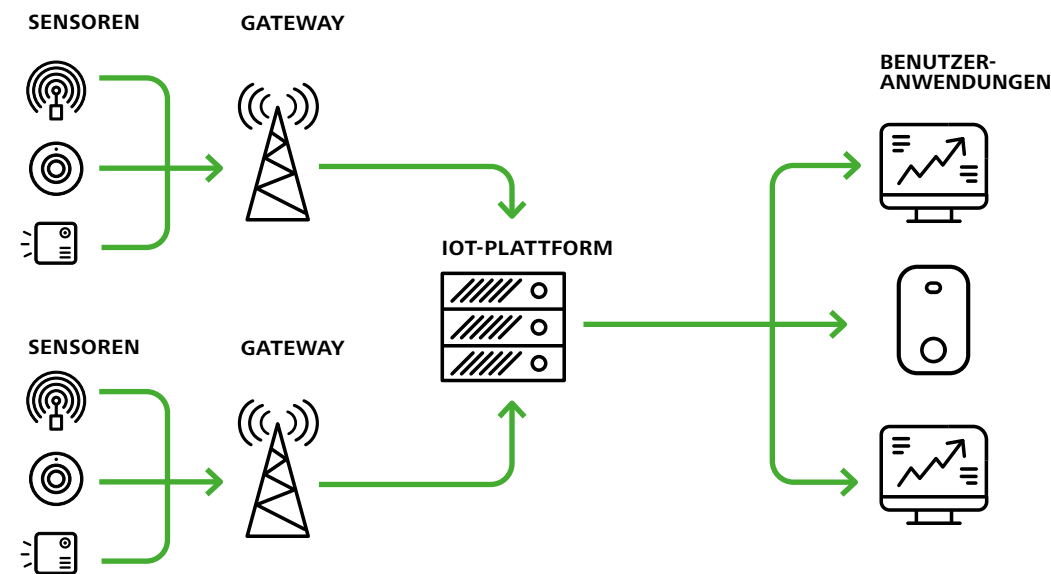 SENSOREN
GATEWAY
BENUTZER-
ANWENDUNGEN
IOT-PLATTFORM
SENSOREN
GATEWAY